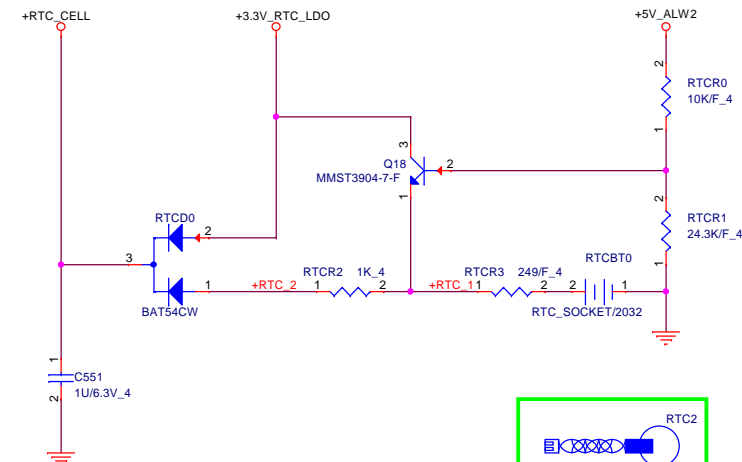 +RTC_CELL
+3.3V_RTC_LDO
+5V_ALW2
2
RTCR0
10K/F_4
1
3
Q18
MMST3904-7-F
2
1
2
RTCR1
24.3K/F_4
1
RTCD0
2
3
1
BAT54CW
+RTC_2
RTCR2 1K_4
1 2
+RTC_1
RTCR3 249/F_4
1 2
RTCBT0
2 1
RTC_SOCKET/2032
1
C551
1U/6.3V_4
2
RTC2